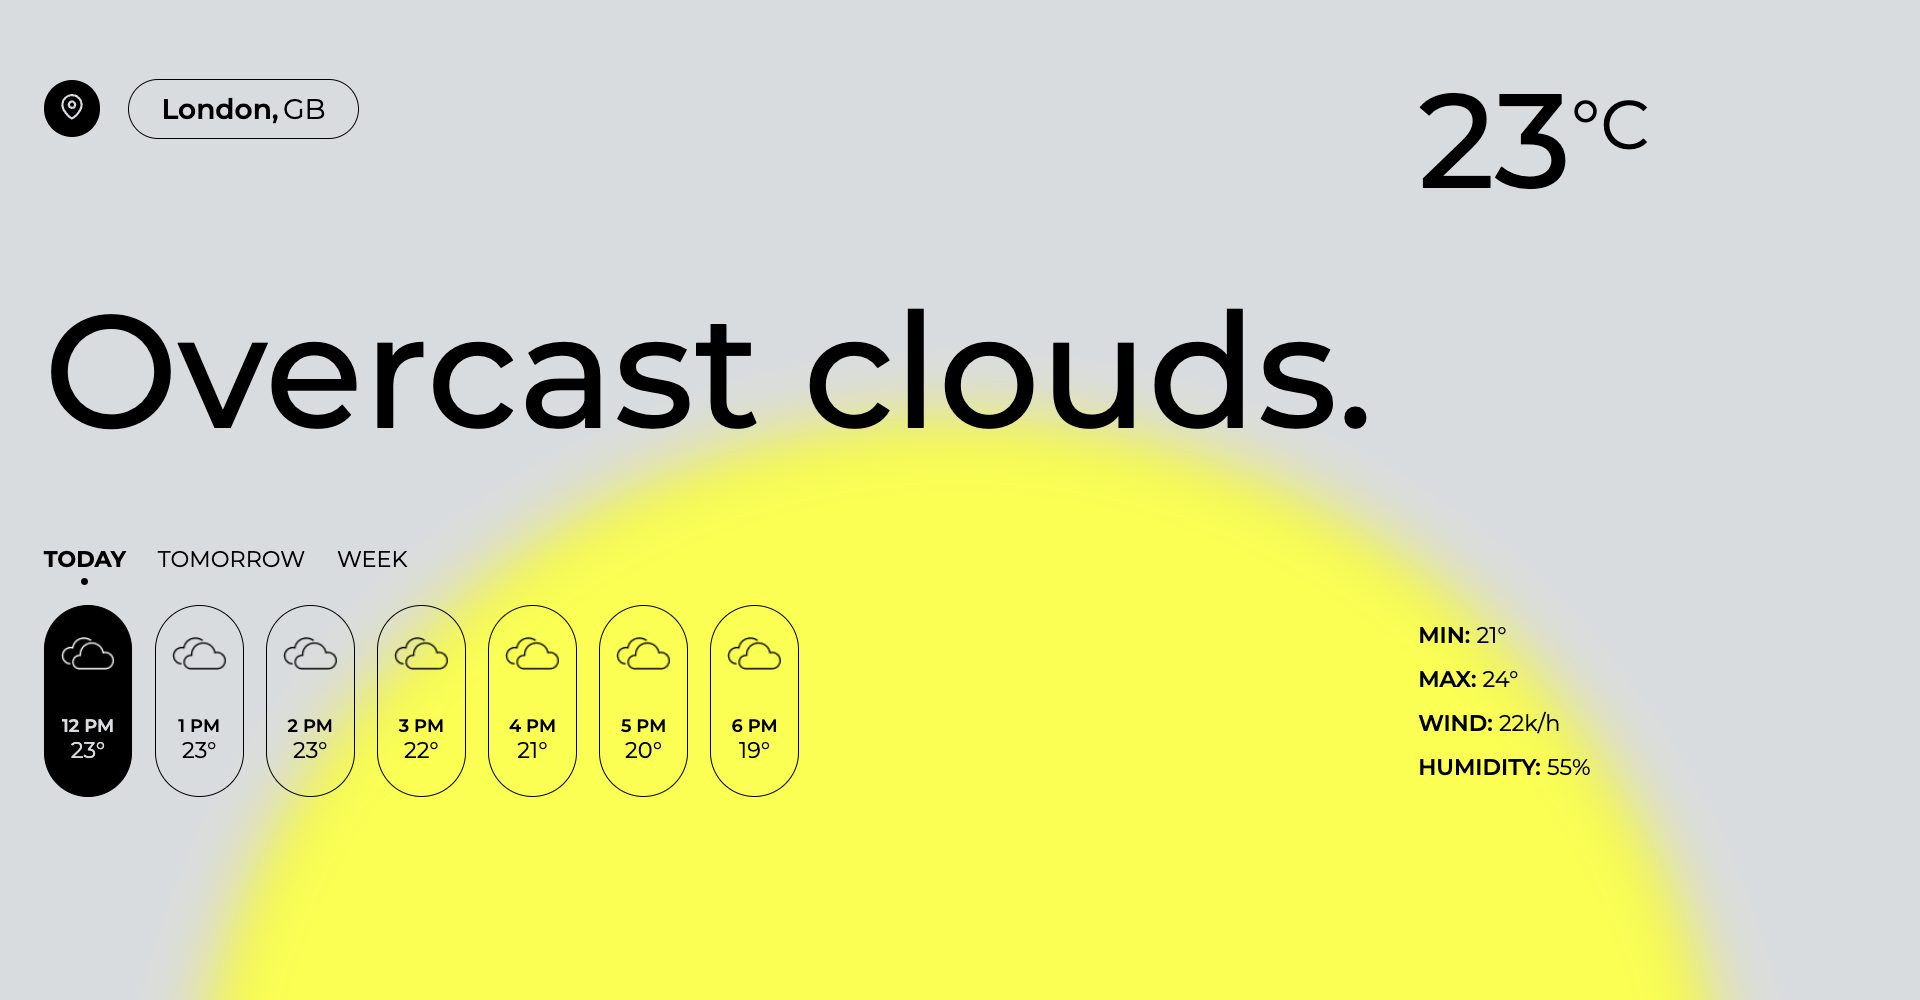 London, GB
23°C
Overcast clouds.
TODAY TOMORROW WEEK
12 PM
23°
1 PM
23°
2 PM
23°
3 PM
22°
4 PM
21°
5 PM
20°
6 PM
19°
MIN: 21°
MAX: 24°
WIND: 22k/h
HUMIDITY: 55%